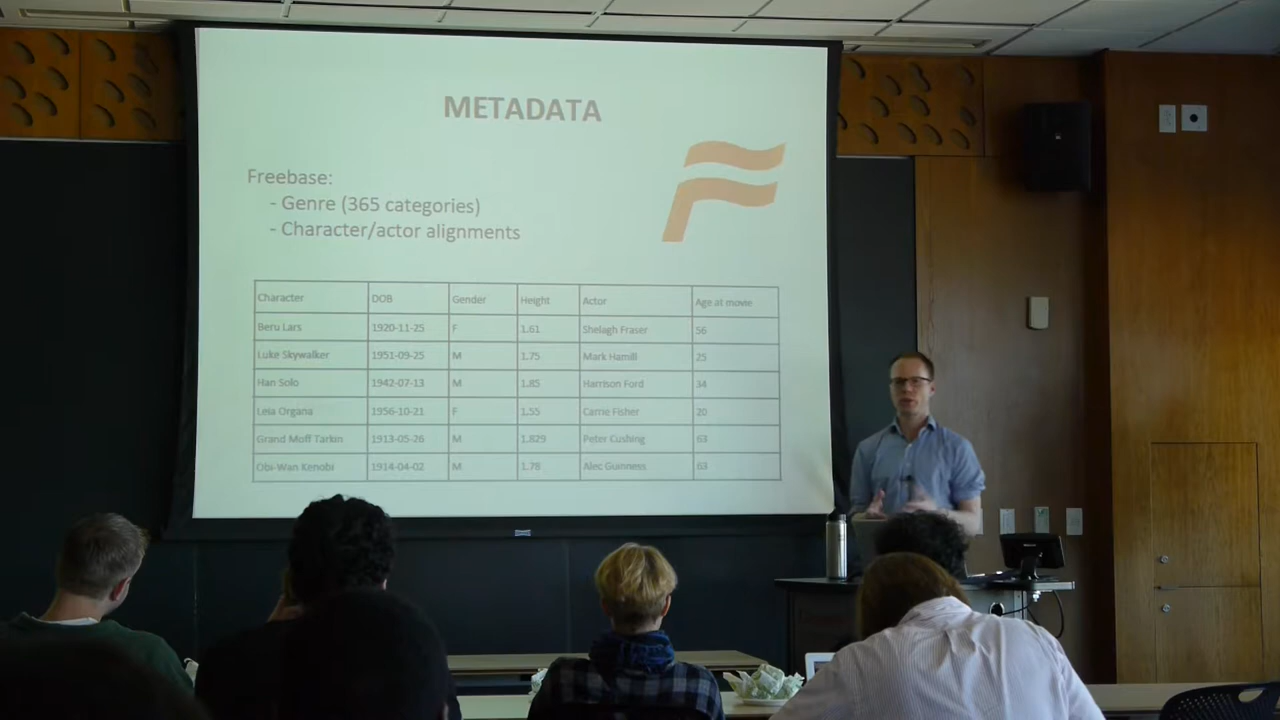 METADATA
Freebase:
- Genre (365 categories)
- Character/actor alignments
Character DOB Gender Height Actor Age at movie
Beru Lars 1920-11-25 F 1.61 Shelagh Fraser 56
Luke Skywalker 1951-09-25 M 1.75 Mark Hamill 25
Han Solo 1942-07-13 M 1.85 Harrison Ford 34
Leia Organa 1956-10-21 F 1.55 Carrie Fisher 20
Grand Moff Tarkin 1913-05-26 M 1.829 Peter Cushing 63
Obi-Wan Kenobi 1914-04-02 M 1.78 Alec Guinness 63